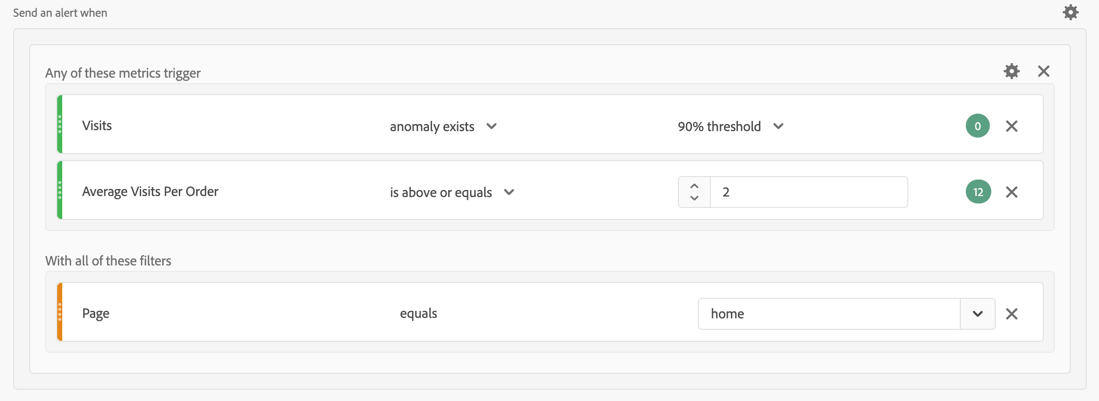 Send an alert when
Any of these metrics trigger
Visits anomaly exists 90% threshold 0
Average Visits Per Order is above or equals 2 12
With all of these filters
Page equals home